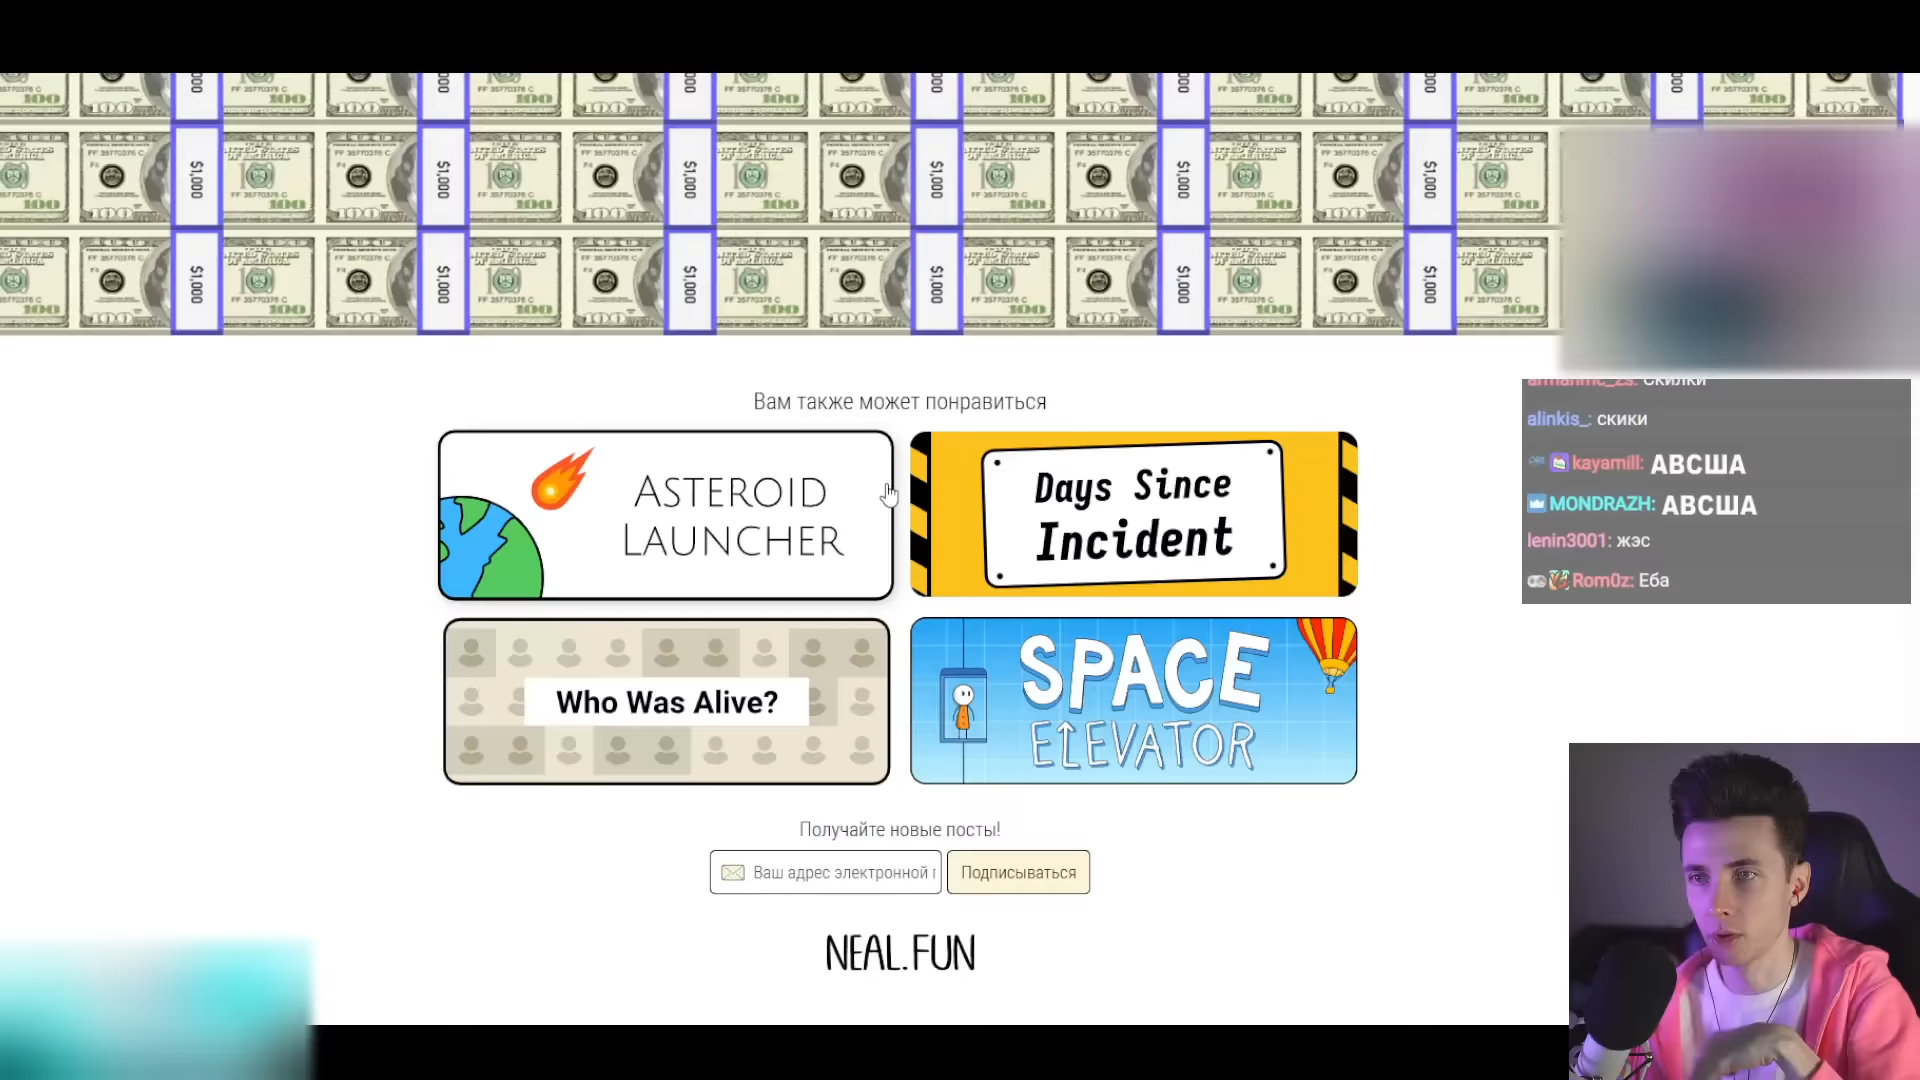 $1,000 $1,000 $1,000 $1,000 $1,000 $1,000
$1,000 $1,000 $1,000 $1,000 $1,000 $1,000
Вам также может понравиться
ASTEROID
LAUNCHER
Days Since
Incident
Who Was Alive?
SPACE
ELEVATOR
Получайте новые посты!
Ваш адрес электронной
Подписываться
NEAL.FUN
скилки
alinkis_: скики
kayamill: АВСША
MONDRAZH: АВСША
lenin3001: жэс
Rom0z: Еба